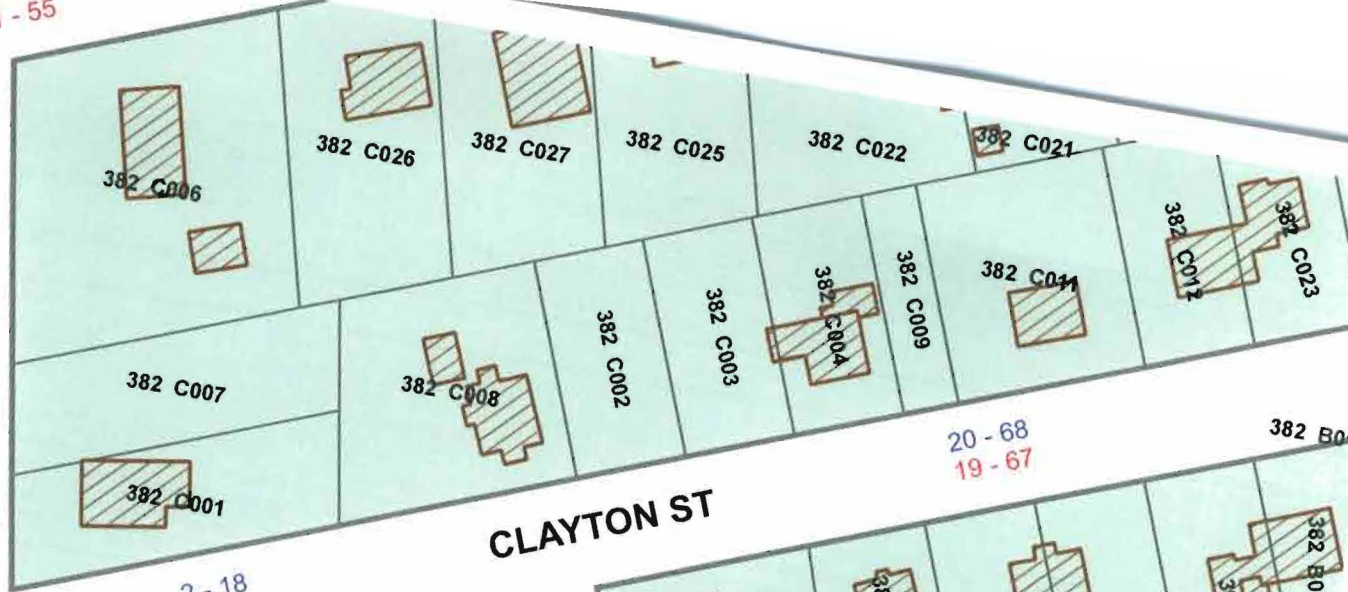 - 55
382 C026
382 C027
382 C025
382 C022
382 C021
382 C006
382 C004
382 C009
382 C011
382 C012
382 C023
382 C002
382 C003
382 C007
382 C008
382 C001
20 - 68
19 - 67
CLAYTON ST
2 - 18